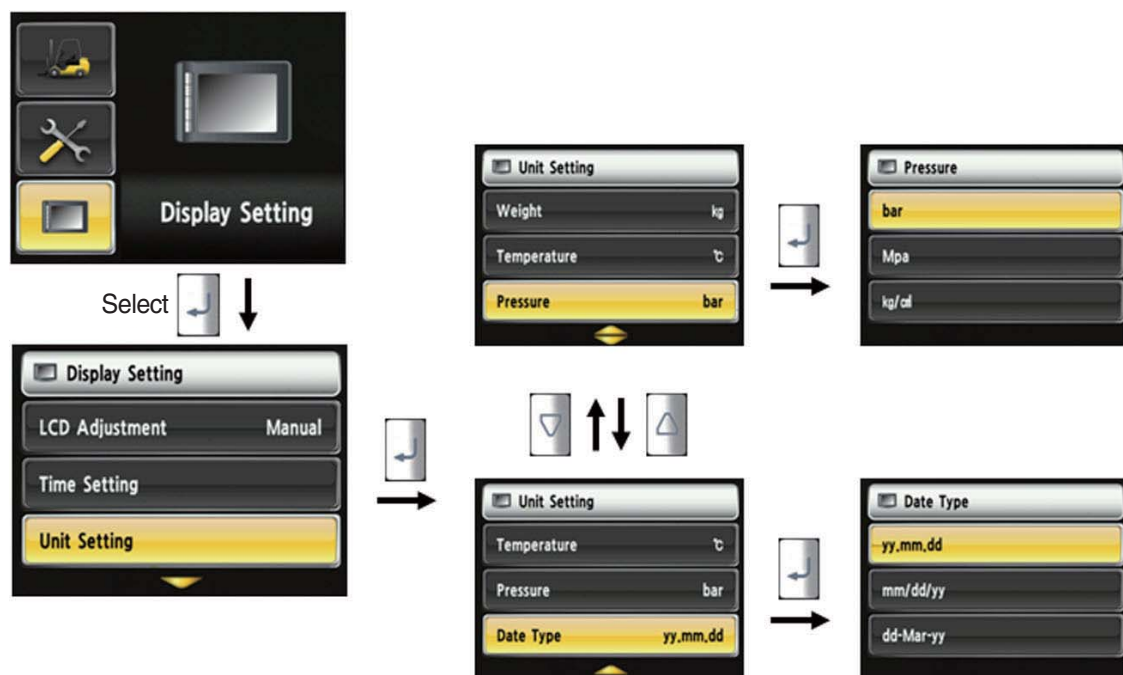 Display Setting
Select
Display Setting
LCD Adjustment Manual
Time Setting
Unit Setting
Unit Setting
Weight kg
Temperature ℃
Pressure bar
Pressure
bar
Mpa
kg/㎠
Unit Setting
Temperature ℃
Pressure bar
Date Type yy.mm.dd
Date Type
yy.mm.dd
mm/dd/yy
dd-Mar-yy